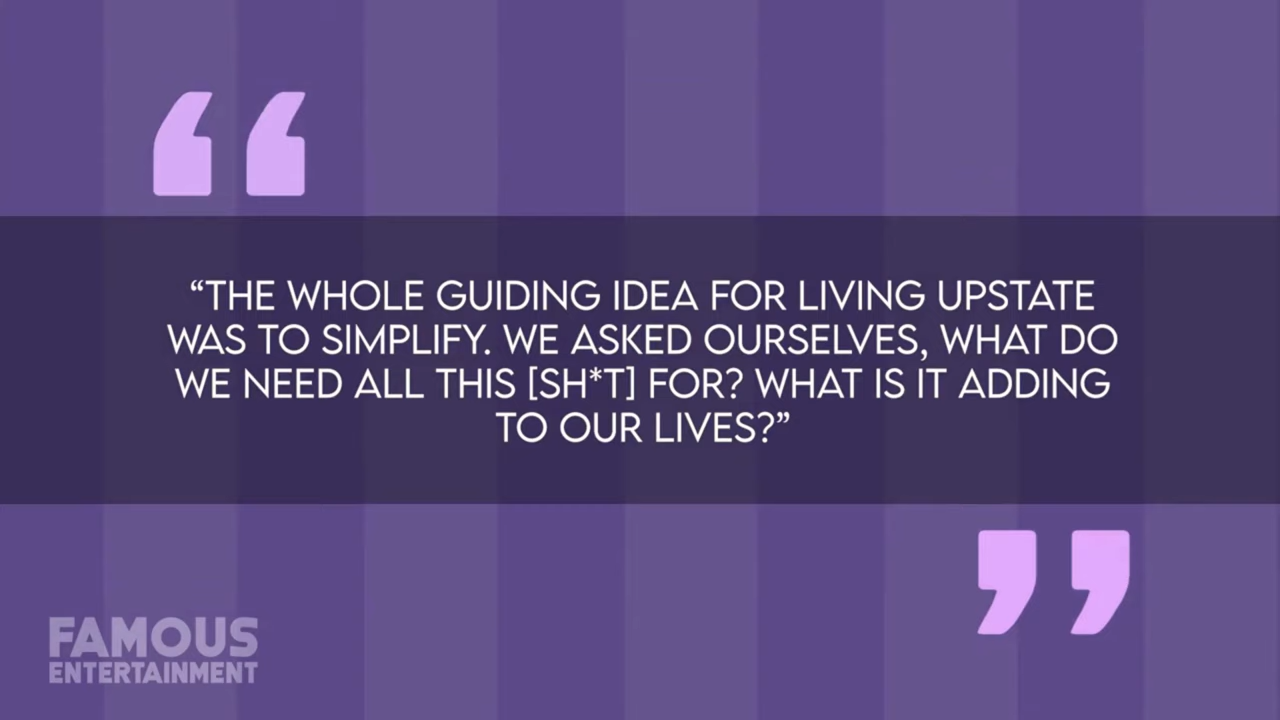 “THE WHOLE GUIDING IDEA FOR LIVING UPSTATE
WAS TO SIMPLIFY. WE ASKED OURSELVES, WHAT DO
WE NEED ALL THIS [SH*T] FOR? WHAT IS IT ADDING
TO OUR LIVES?”
FAMOUS
ENTERTAINMENT